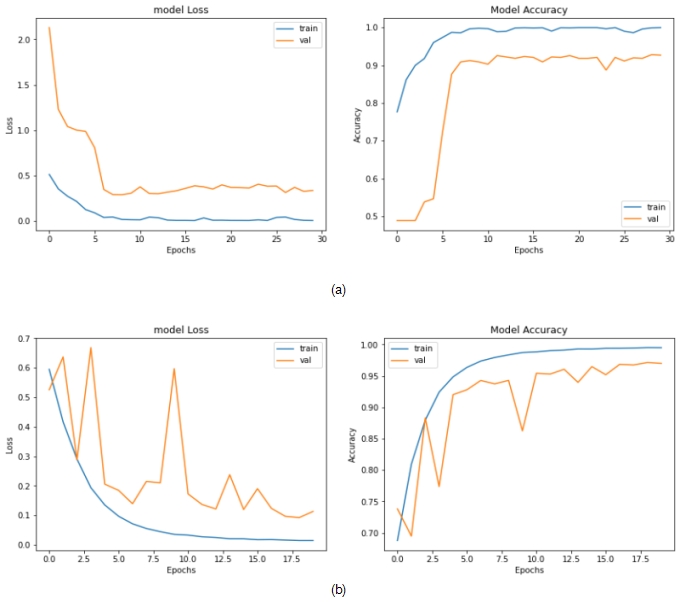 model Loss
Model Accuracy
2.0
1.5
1.0
0.5
0.0
Loss
train
val
0
5
10
15
20
25
30
Epochs
1.0
0.9
0.8
0.7
0.6
0.5
Accuracy
train
val
0
5
10
15
20
25
30
Epochs
(a)
model Loss
Model Accuracy
0.7
0.6
0.5
0.4
0.3
0.2
0.1
0.0
Loss
train
val
0.0
2.5
5.0
7.5
10.0
12.5
15.0
17.5
Epochs
1.00
0.95
0.90
0.85
0.80
0.75
0.70
Accuracy
train
val
0.0
2.5
5.0
7.5
10.0
12.5
15.0
17.5
Epochs
(b)